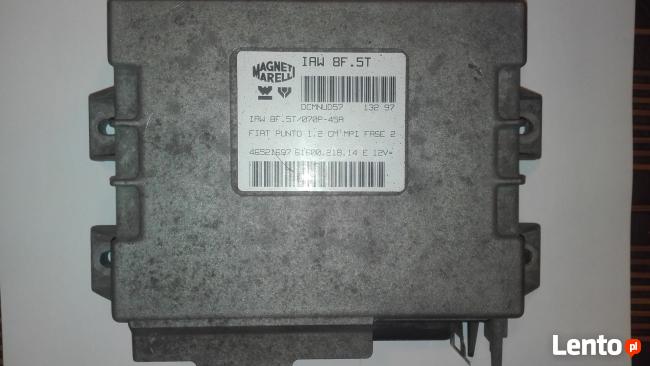 IAW 8F.5T
MAGNETI
MARELLI
DCMNUD57 132 97
IAW 8F.5T/070P-45A
FIAT PUNTO 1.2 CM MPI FASE 2
46521697 61600.218.14 E 12V-
Lento pl